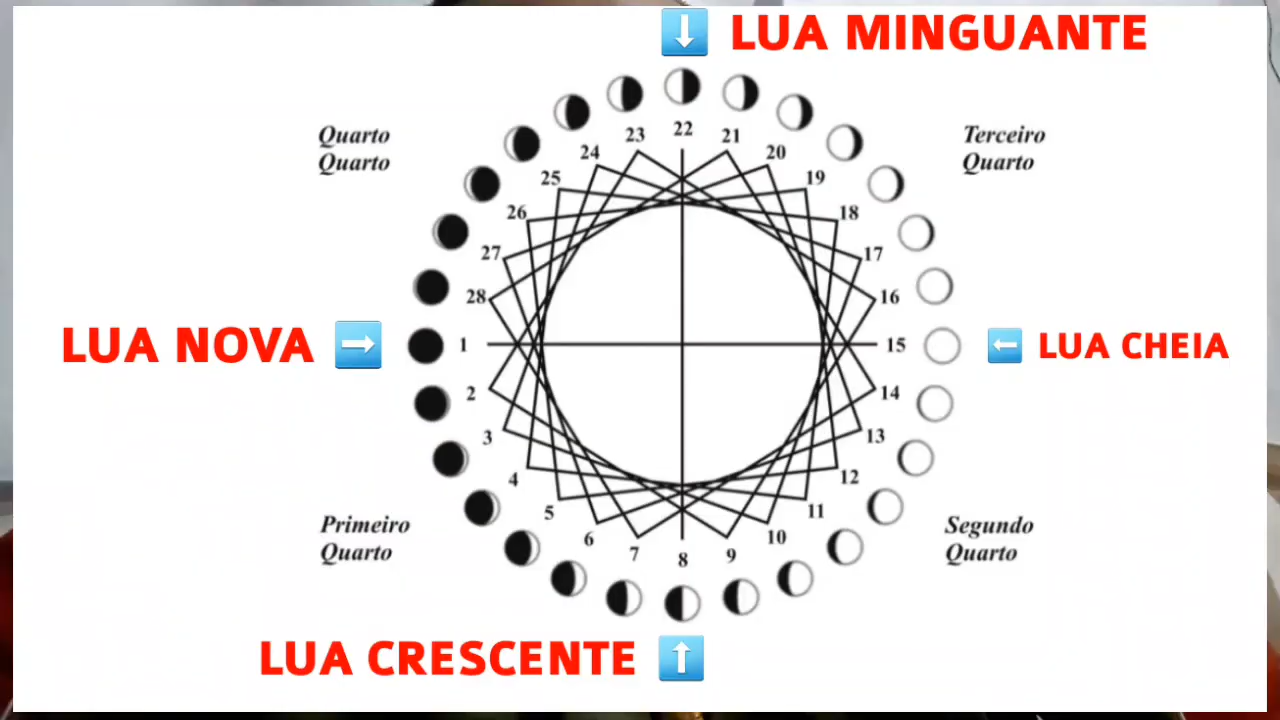 LUA MINGUANTE
Quarto
Quarto
Terceiro
Quarto
22
23
21
24
20
25
19
26
18
27
17
28
16
LUA NOVA
1
15
LUA CHEIA
2
14
3
13
4
12
5
11
6
10
7
9
8
Primeiro
Quarto
Segundo
Quarto
LUA CRESCENTE